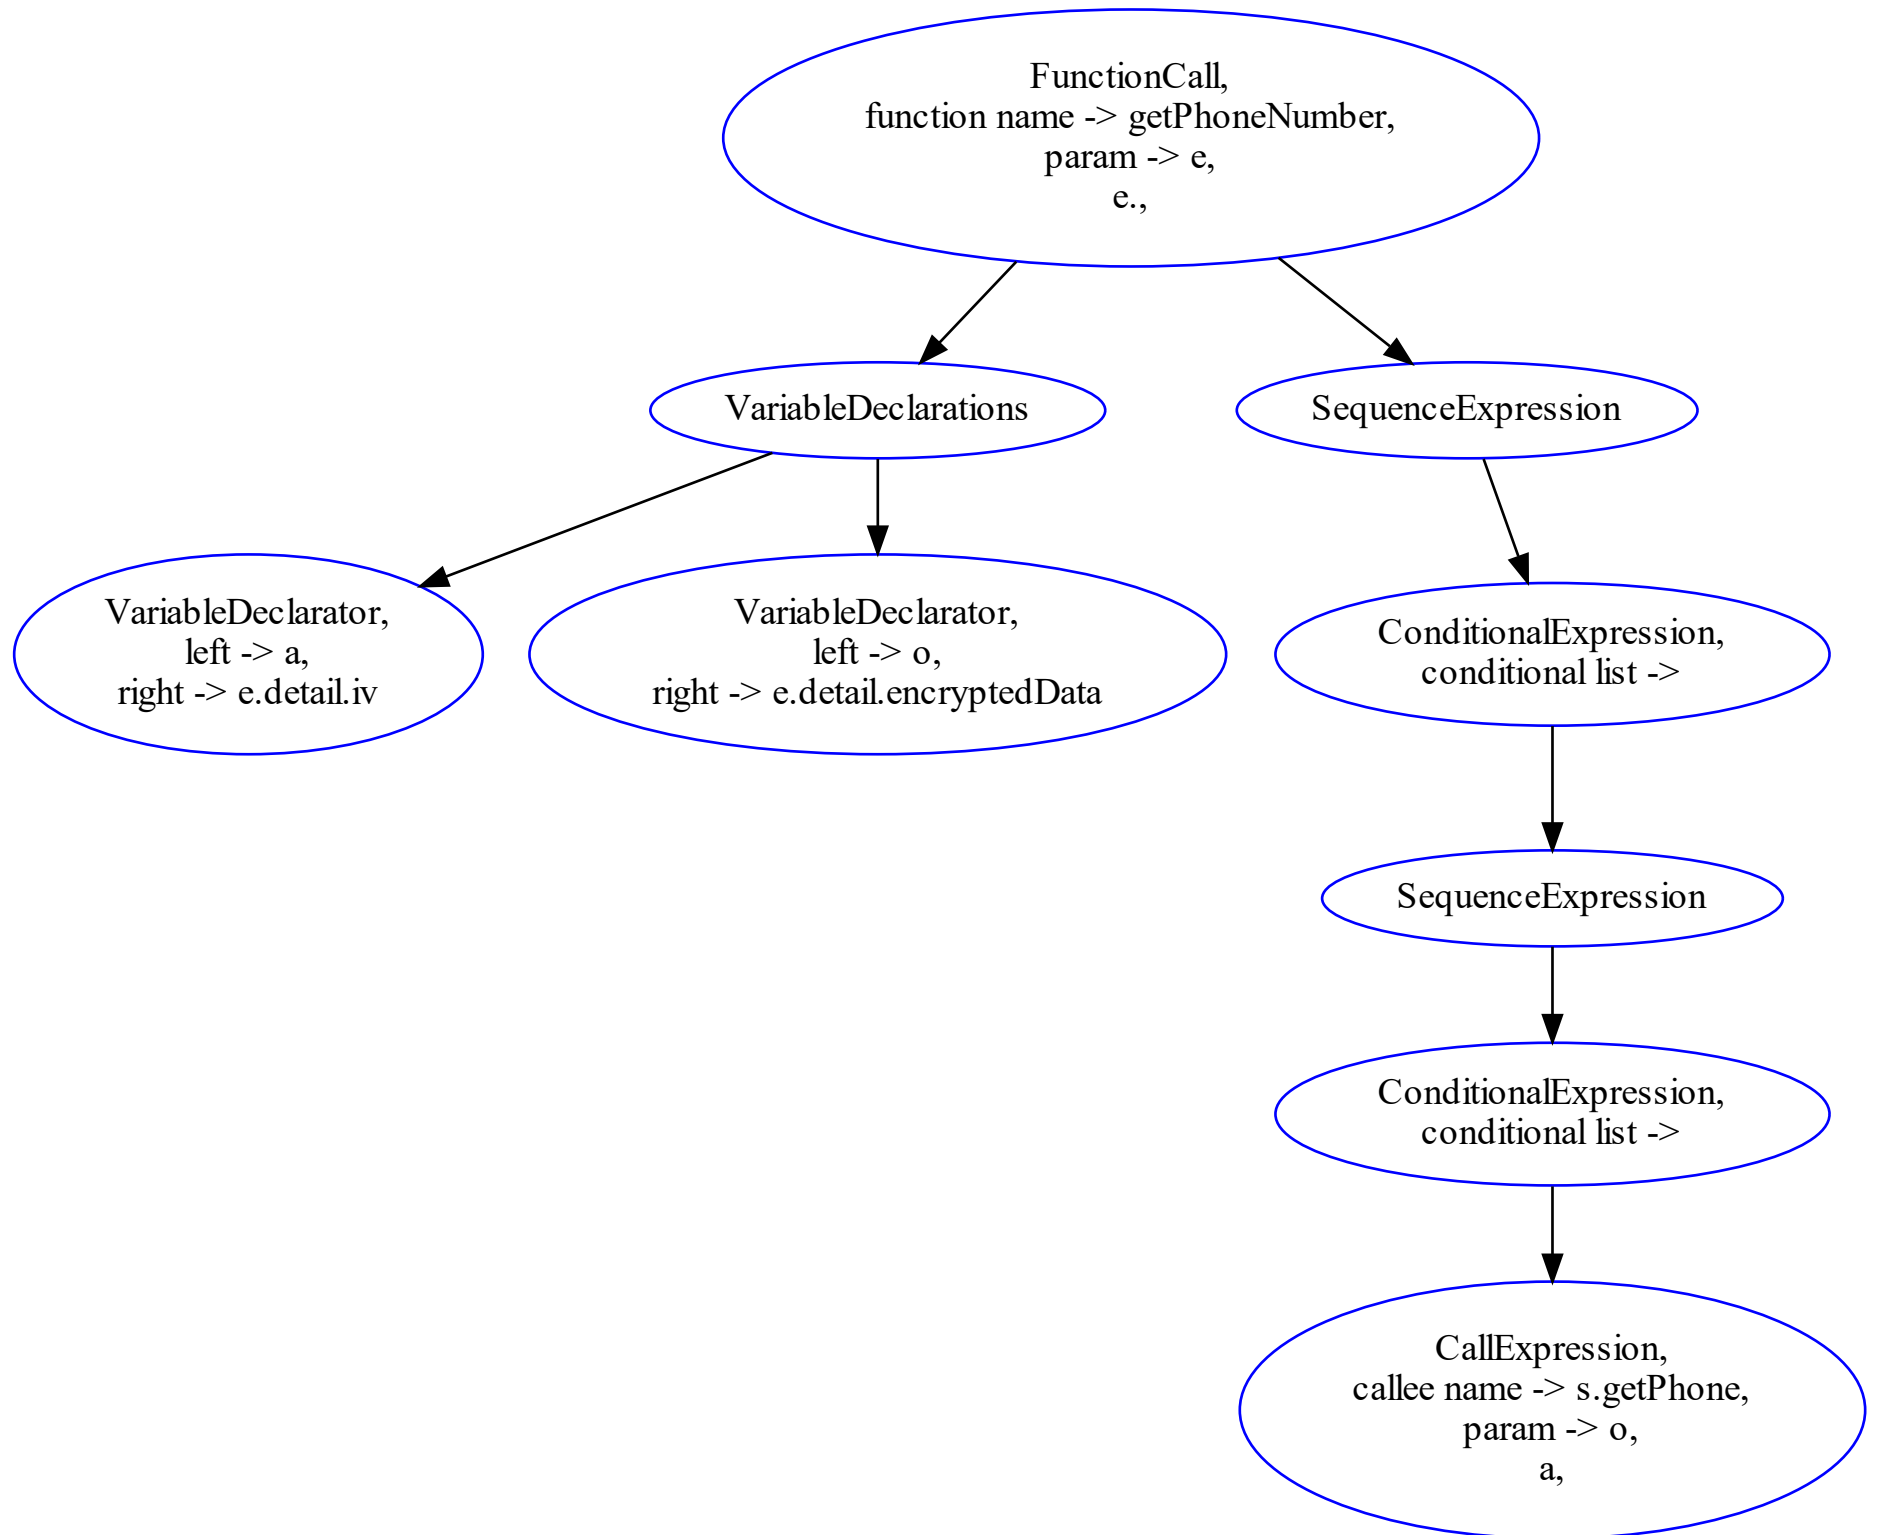 FunctionCall,
function name -> getPhoneNumber,
param -> e,
e.,
VariableDeclarations
SequenceExpression
VariableDeclarator,
left -> a,
right -> e.detail.iv
VariableDeclarator,
left -> o,
right -> e.detail.encryptedData
ConditionalExpression,
conditional list ->
SequenceExpression
ConditionalExpression,
conditional list ->
CallExpression,
callee name -> s.getPhone,
param -> o,
a,